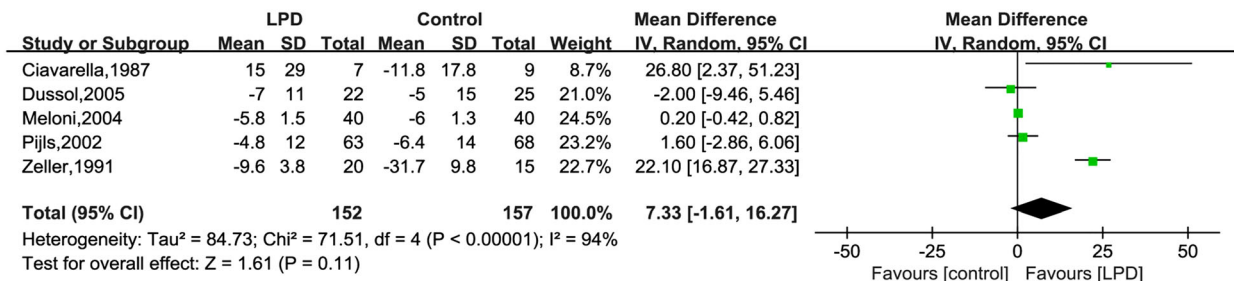 LPD Control Mean Difference Mean Difference
Study or Subgroup Mean SD Total Mean SD Total Weight IV, Random, 95% CI IV, Random, 95% CI
Ciavarella,1987 15 29 7 -11.8 17.8 9 8.7% 26.80 [2.37, 51.23]
Dussol,2005 -7 11 22 -5 15 25 21.0% -2.00 [-9.46, 5.46]
Meloni,2004 -5.8 1.5 40 -6 1.3 40 24.5% 0.20 [-0.42, 0.82]
Pijls,2002 -4.8 12 63 -6.4 14 68 23.2% 1.60 [-2.86, 6.06]
Zeller,1991 -9.6 3.8 20 -31.7 9.8 15 22.7% 22.10 [16.87, 27.33]
Total (95% CI) 152 157 100.0% 7.33 [-1.61, 16.27]
Heterogeneity: Tau² = 84.73; Chi² = 71.51, df = 4 (P < 0.00001); I² = 94%
Test for overall effect: Z = 1.61 (P = 0.11)
-50 -25 0 25 50
Favours [control] Favours [LPD]